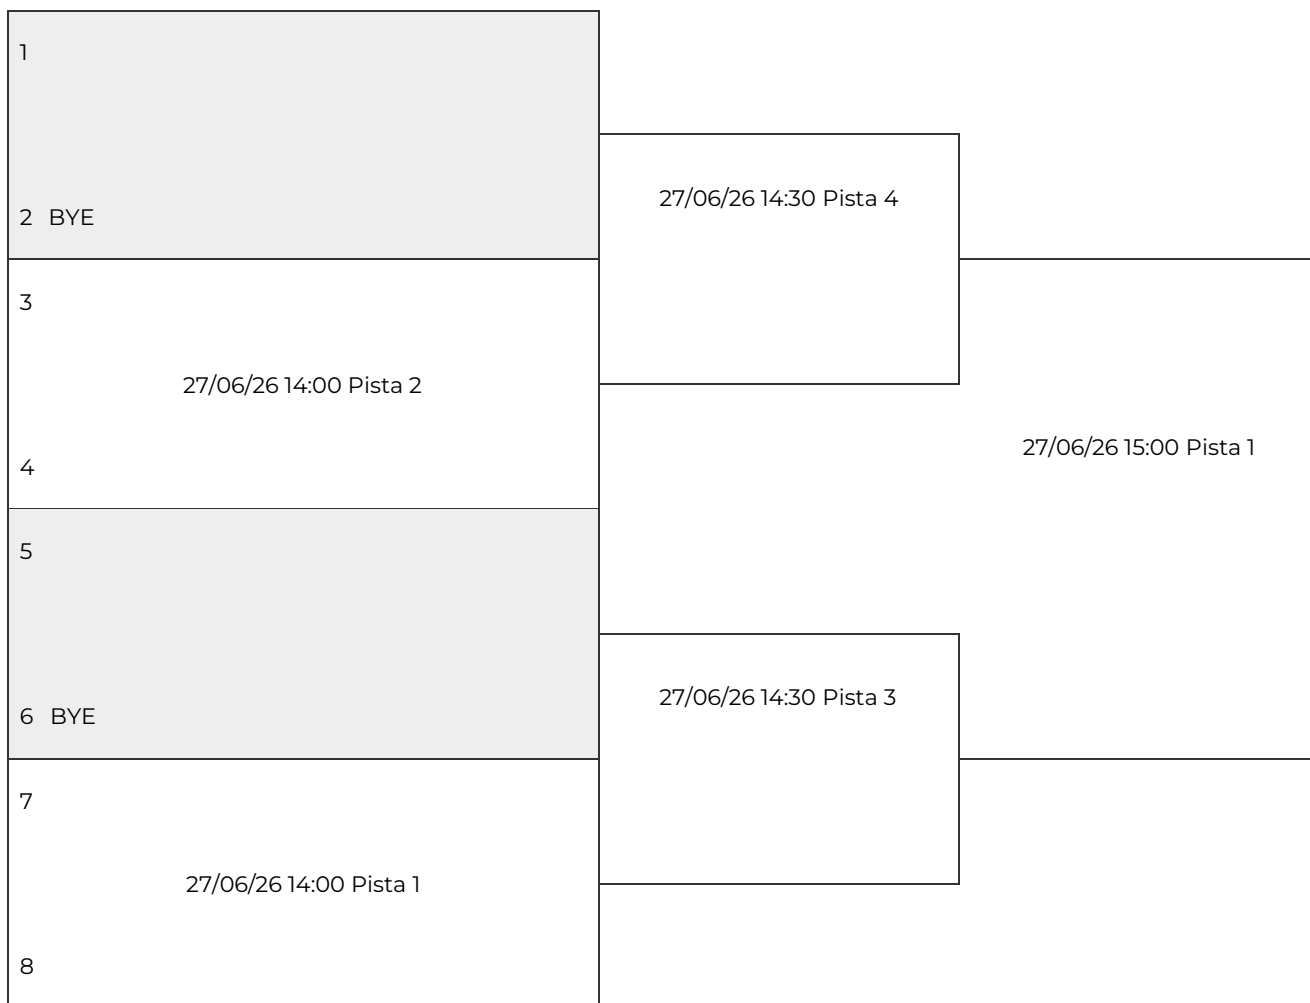 1
27/06/26 14:30 Pista 4
2 BYE
3
27/06/26 14:00 Pista 2
27/06/26 15:00 Pista 1
4
5
27/06/26 14:30 Pista 3
6 BYE
7
27/06/26 14:00 Pista 1
8